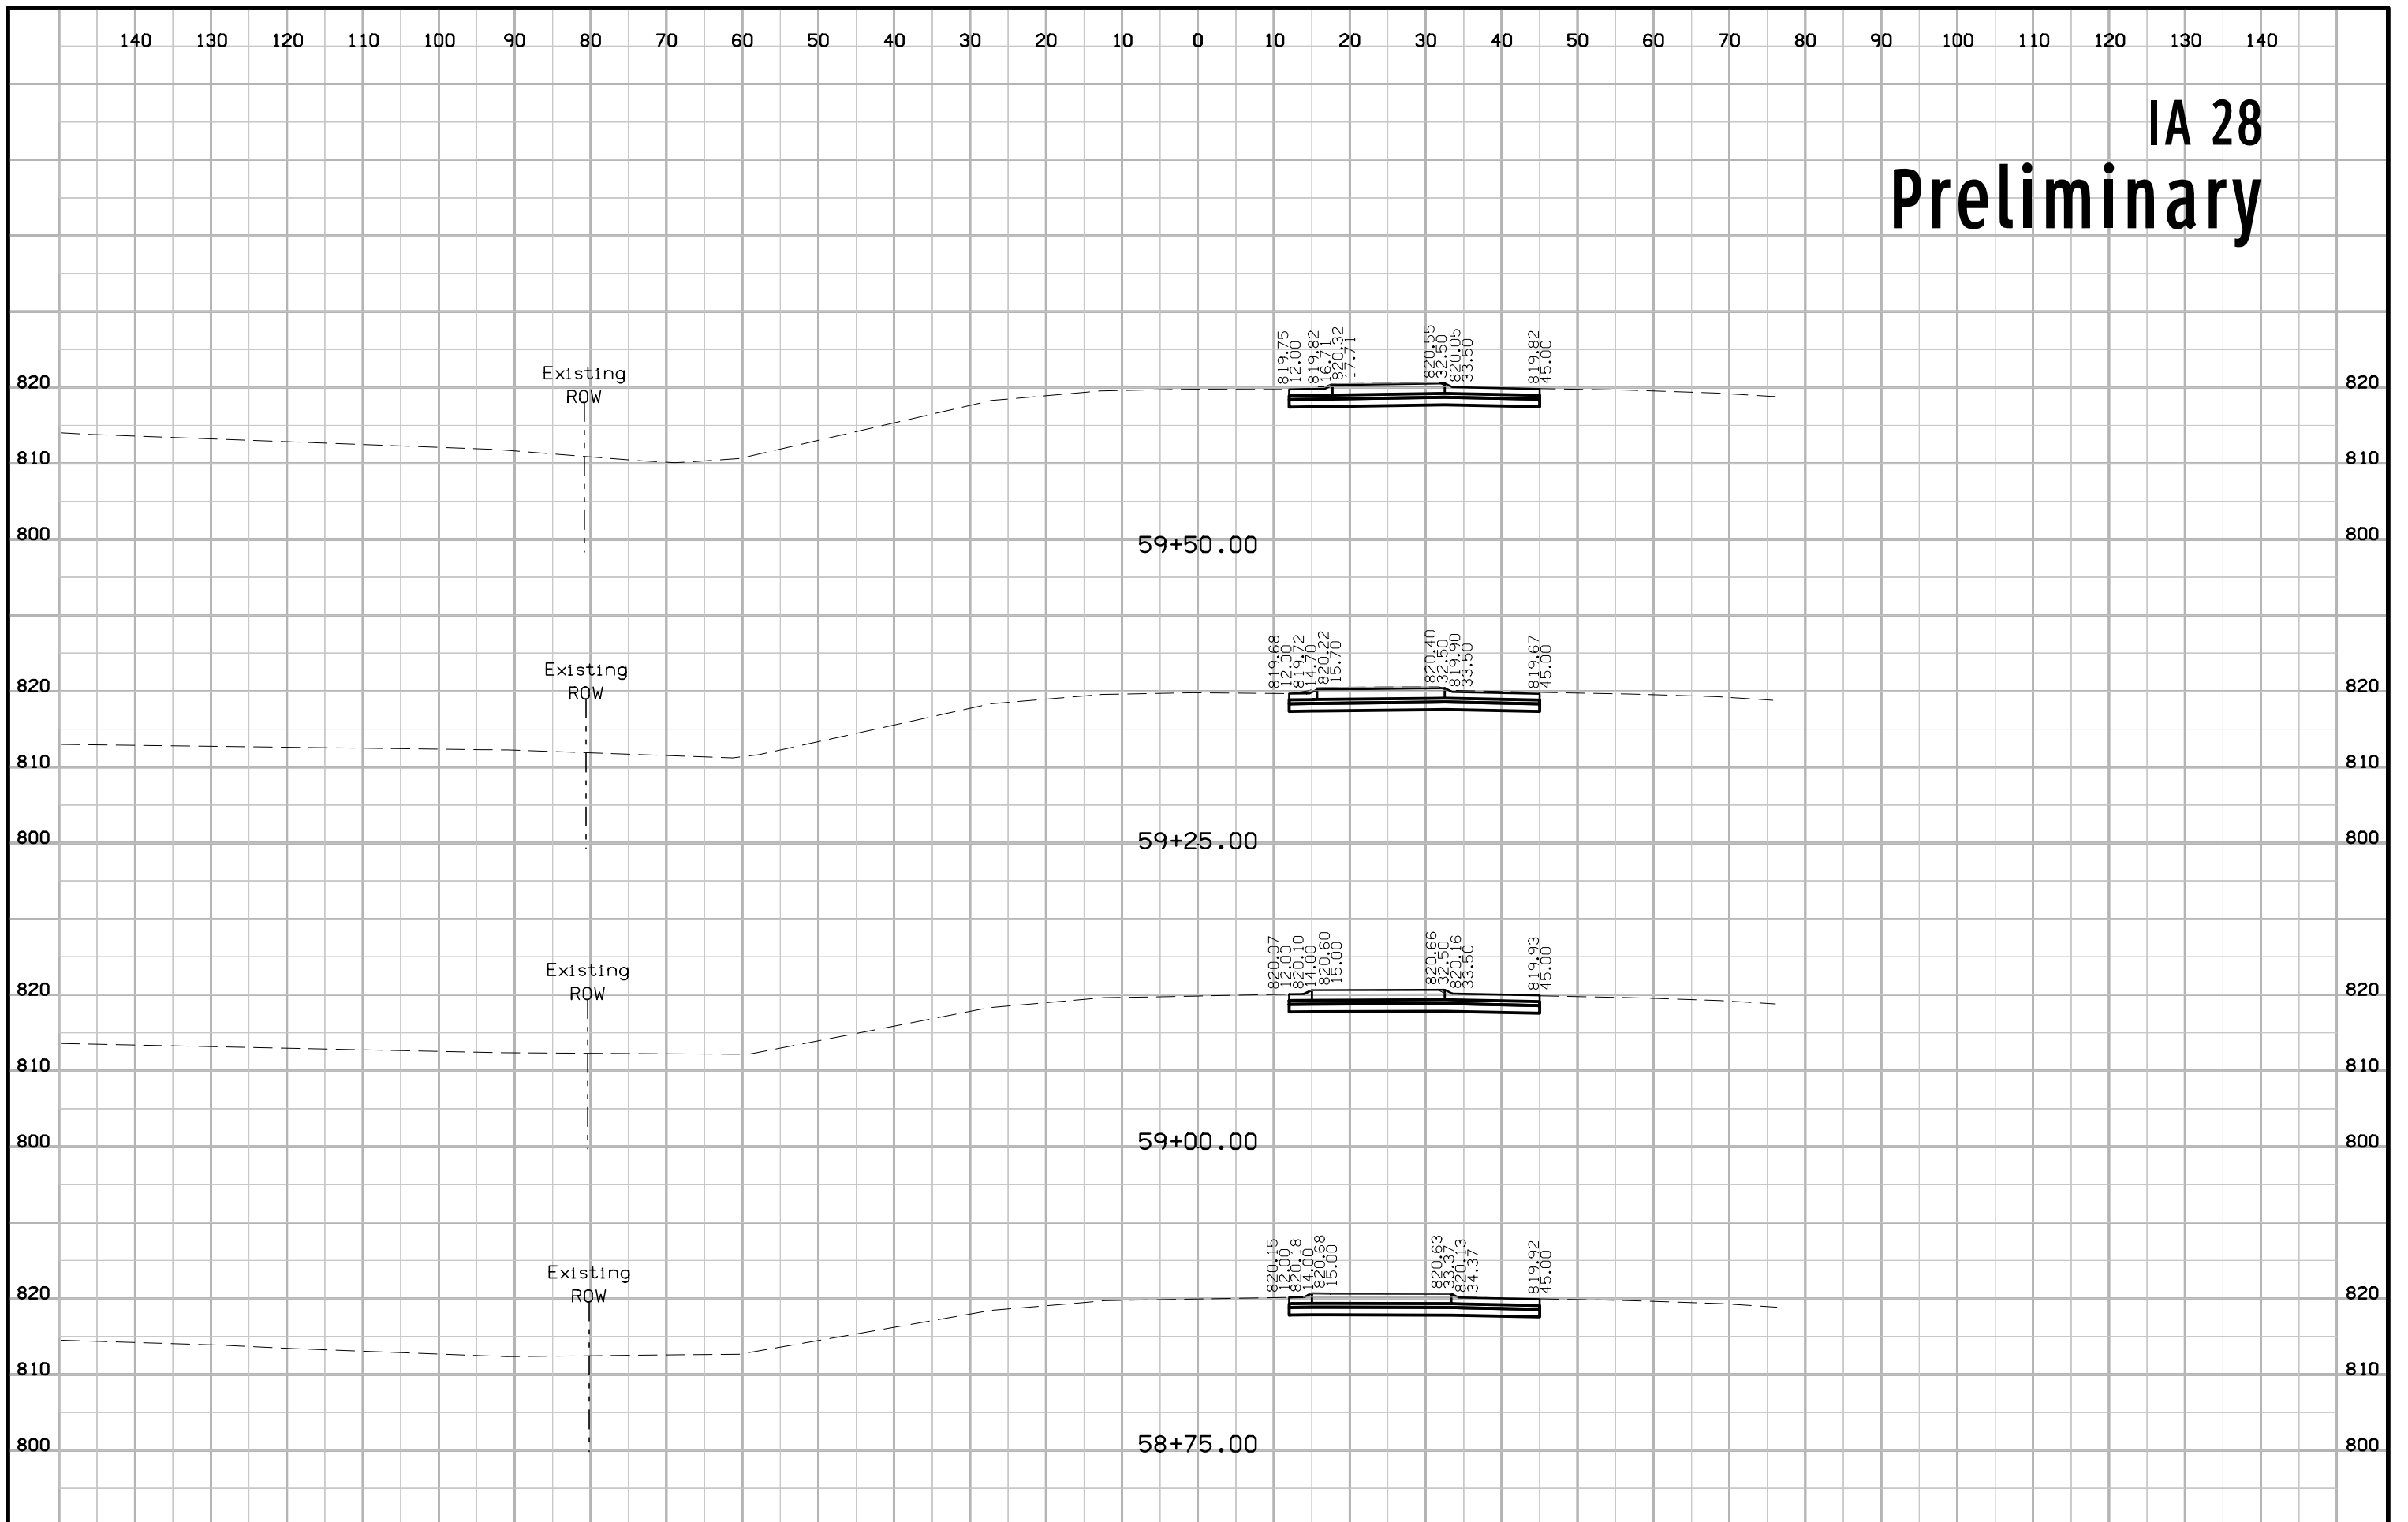 140 130 120 110 100 90 80 70 60 50 40 30 20 10 0 10 20 30 40 50 60 70 80 90 100 110 120 130 140
IA 28
Preliminary
819.75 12.00 819.82 16.71 820.32 17.71 820.55 32.50 820.05 33.50 819.82 45.00
Existing
ROW
820 820
810 810
800 800
59+50.00
819.68 12.00 819.72 14.70 820.22 15.70 820.40 32.50 819.90 33.50 819.67 45.00
Existing
ROW
820 820
810 810
800 800
59+25.00
820.07 12.00 820.10 14.00 820.60 15.00 820.66 32.50 820.16 33.50 819.93 45.00
Existing
ROW
820 820
810 810
800 800
59+00.00
820.15 12.00 820.18 14.00 820.68 15.00 820.63 33.37 820.13 34.37 819.92 45.00
Existing
ROW
820 820
810 810
800 800
58+75.00